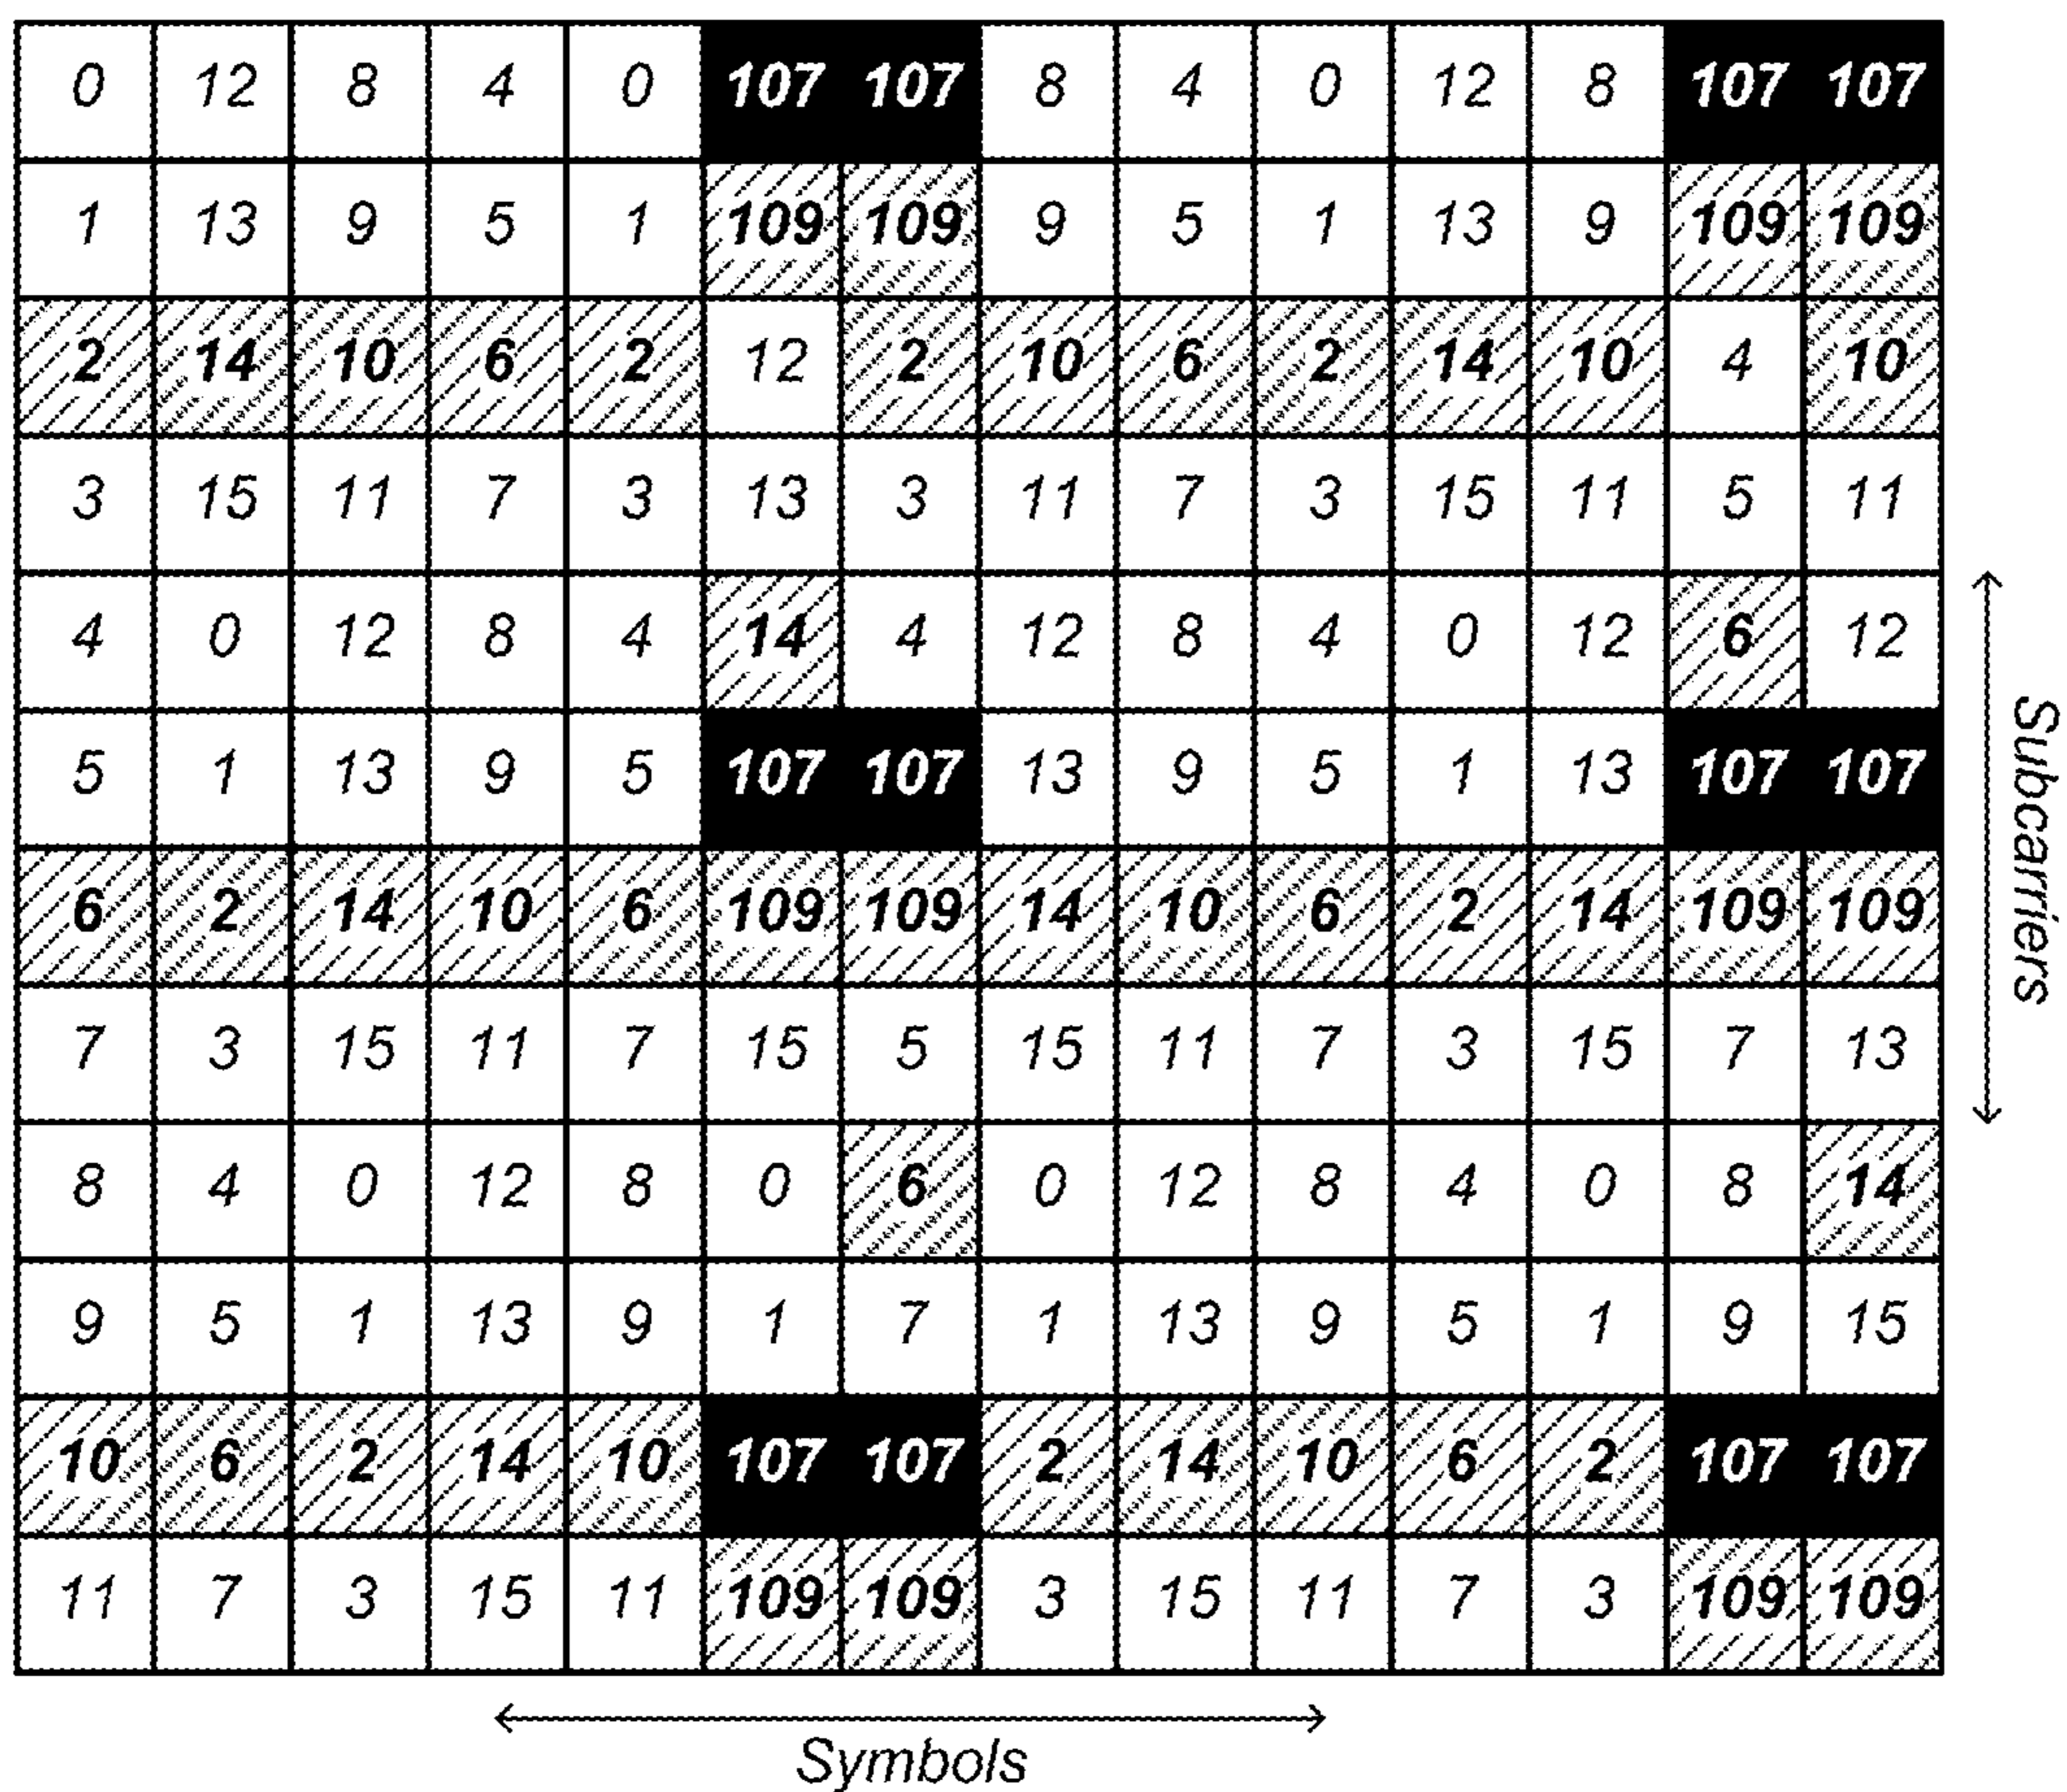 0 12 8 4 0 107 107 8 4 0 12 8 107 107
1 13 9 5 1 109 109 9 5 1 13 9 109 109
2 14 10 6 2 12 2 10 6 2 14 10 4 10
3 15 11 7 3 13 3 11 7 3 15 11 5 11
4 0 12 8 4 14 4 12 8 4 0 12 6 12
5 1 13 9 5 107 107 13 9 5 1 13 107 107
6 2 14 10 6 109 109 14 10 6 2 14 109 109
7 3 15 11 7 15 5 15 11 7 3 15 7 13
8 4 0 12 8 0 6 0 12 8 4 0 8 14
9 5 1 13 9 1 7 1 13 9 5 1 9 15
10 6 2 14 10 107 107 2 14 10 6 2 107 107
11 7 3 15 11 109 109 3 15 11 7 3 109 109
Subcarriers
Symbols